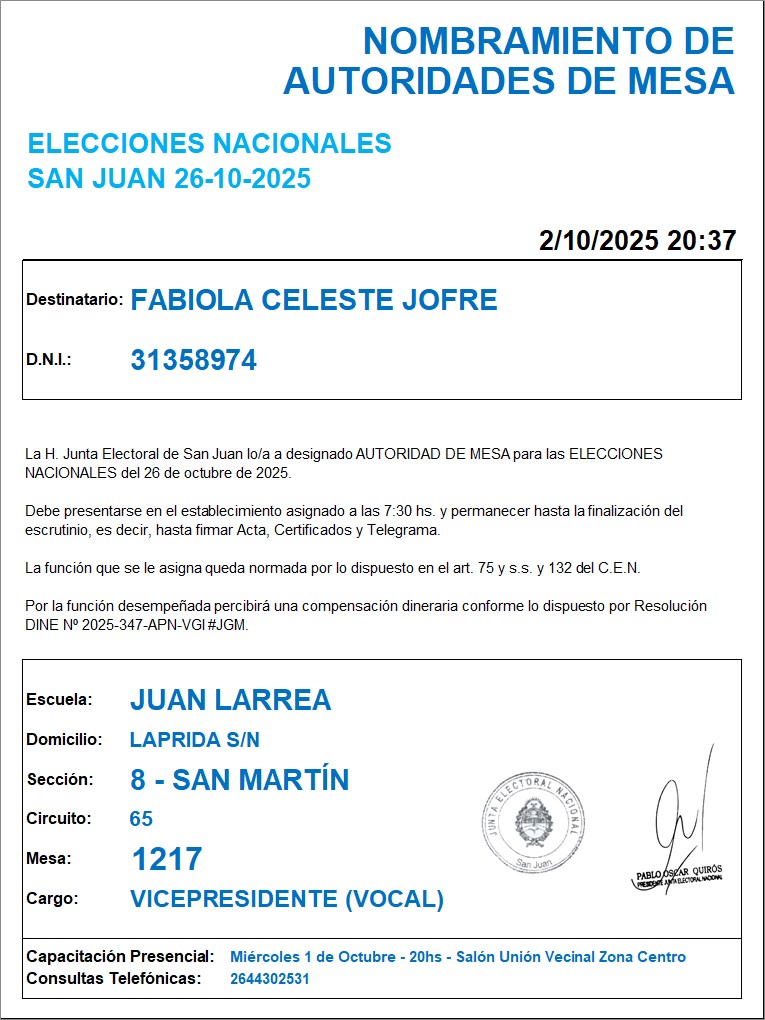 NOMBRAMIENTO DE
AUTORIDADES DE MESA
ELECCIONES NACIONALES
SAN JUAN 26-10-2025
2/10/2025 20:37
Destinatario: FABIOLA CELESTE JOFRE
D.N.I.: 31358974
La H. Junta Electoral de San Juan lo/a a designado AUTORIDAD DE MESA para las ELECCIONES
NACIONALES del 26 de octubre de 2025.
Debe presentarse en el establecimiento asignado a las 7:30 hs. y permanecer hasta la finalización del
escrutinio, es decir, hasta firmar Acta, Certificados y Telegrama.
La función que se le asigna queda normada por lo dispuesto en el art. 75 y s.s. y 132 del C.E.N.
Por la función desempeñada percibirá una compensación dineraria conforme lo dispuesto por Resolución
DINE Nº 2025-347-APN-VGI#JGM.
Escuela: JUAN LARREA
Domicilio: LAPRIDA S/N
Sección: 8 - SAN MARTÍN
Circuito: 65
Mesa: 1217
Cargo: VICEPRESIDENTE (VOCAL)
JUNTA ELECTORAL NACIONAL
San Juan
PABLO OSCAR QUIRÓS
PRESIDENTE JUNTA ELECTORAL NACIONAL
Capacitación Presencial: Miércoles 1 de Octubre - 20hs - Salón Unión Vecinal Zona Centro
Consultas Telefónicas: 2644302531